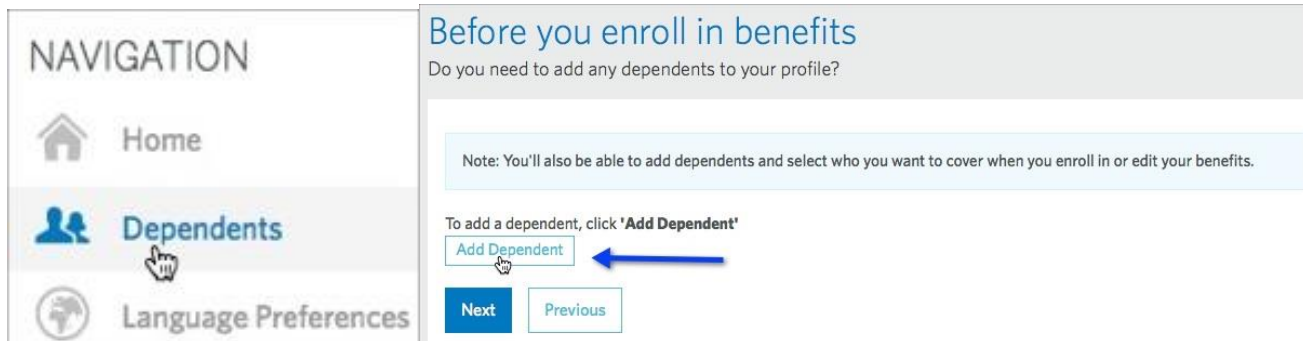 NAVIGATION
Home
Dependents
Language Preferences
Before you enroll in benefits
Do you need to add any dependents to your profile?
Note: You'll also be able to add dependents and select who you want to cover when you enroll in or edit your benefits.
To add a dependent, click 'Add Dependent'
Add Dependent
Next
Previous